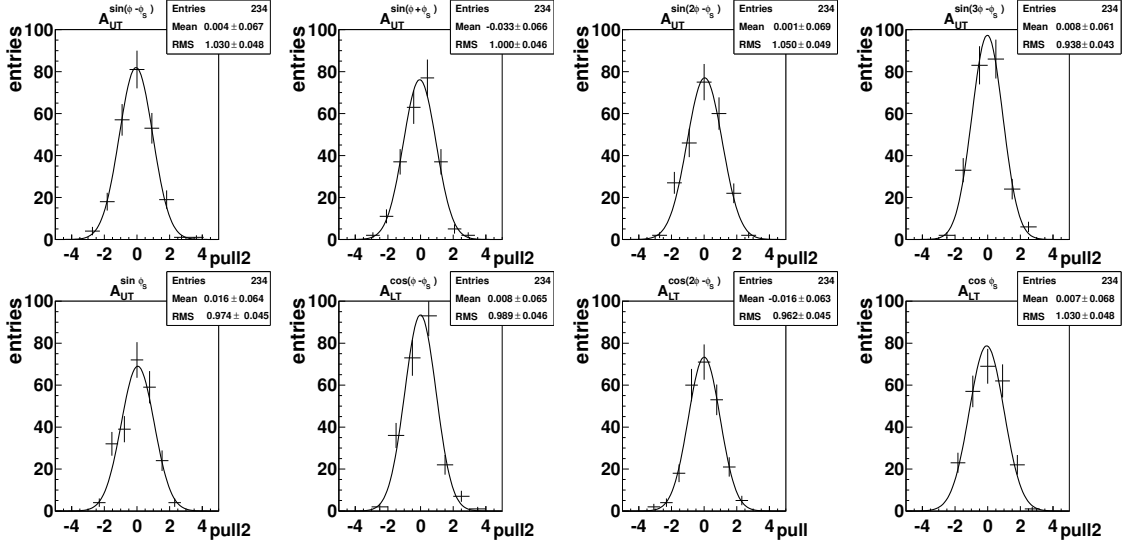 A_UT^sin(ϕ-ϕ_S)
Entries 234
Mean 0.004 ± 0.067
RMS 1.030 ± 0.048
entries
100
80
60
40
20
0
-4 -2 0 2 4
pull2
A_UT^sin(ϕ+ϕ_S)
Entries 234
Mean -0.033 ± 0.066
RMS 1.000 ± 0.046
entries
100
80
60
40
20
0
-4 -2 0 2 4
pull2
A_UT^sin(2ϕ-ϕ_S)
Entries 234
Mean 0.001 ± 0.069
RMS 1.050 ± 0.049
entries
100
80
60
40
20
0
-4 -2 0 2 4
pull2
A_UT^sin(3ϕ-ϕ_S)
Entries 234
Mean 0.008 ± 0.061
RMS 0.938 ± 0.043
entries
100
80
60
40
20
0
-4 -2 0 2 4
pull2
A_UT^sin ϕ_S
Entries 234
Mean 0.016 ± 0.064
RMS 0.974 ± 0.045
entries
100
80
60
40
20
0
-4 -2 0 2 4
pull2
A_LT^cos(ϕ-ϕ_S)
Entries 234
Mean 0.008 ± 0.065
RMS 0.989 ± 0.046
entries
100
80
60
40
20
0
-4 -2 0 2 4
pull2
A_LT^cos(2ϕ-ϕ_S)
Entries 234
Mean -0.016 ± 0.063
RMS 0.962 ± 0.045
entries
100
80
60
40
20
0
-4 -2 0 2 4
pull
A_LT^cos ϕ_S
Entries 234
Mean 0.007 ± 0.068
RMS 1.030 ± 0.048
entries
100
80
60
40
20
0
-4 -2 0 2 4
pull2